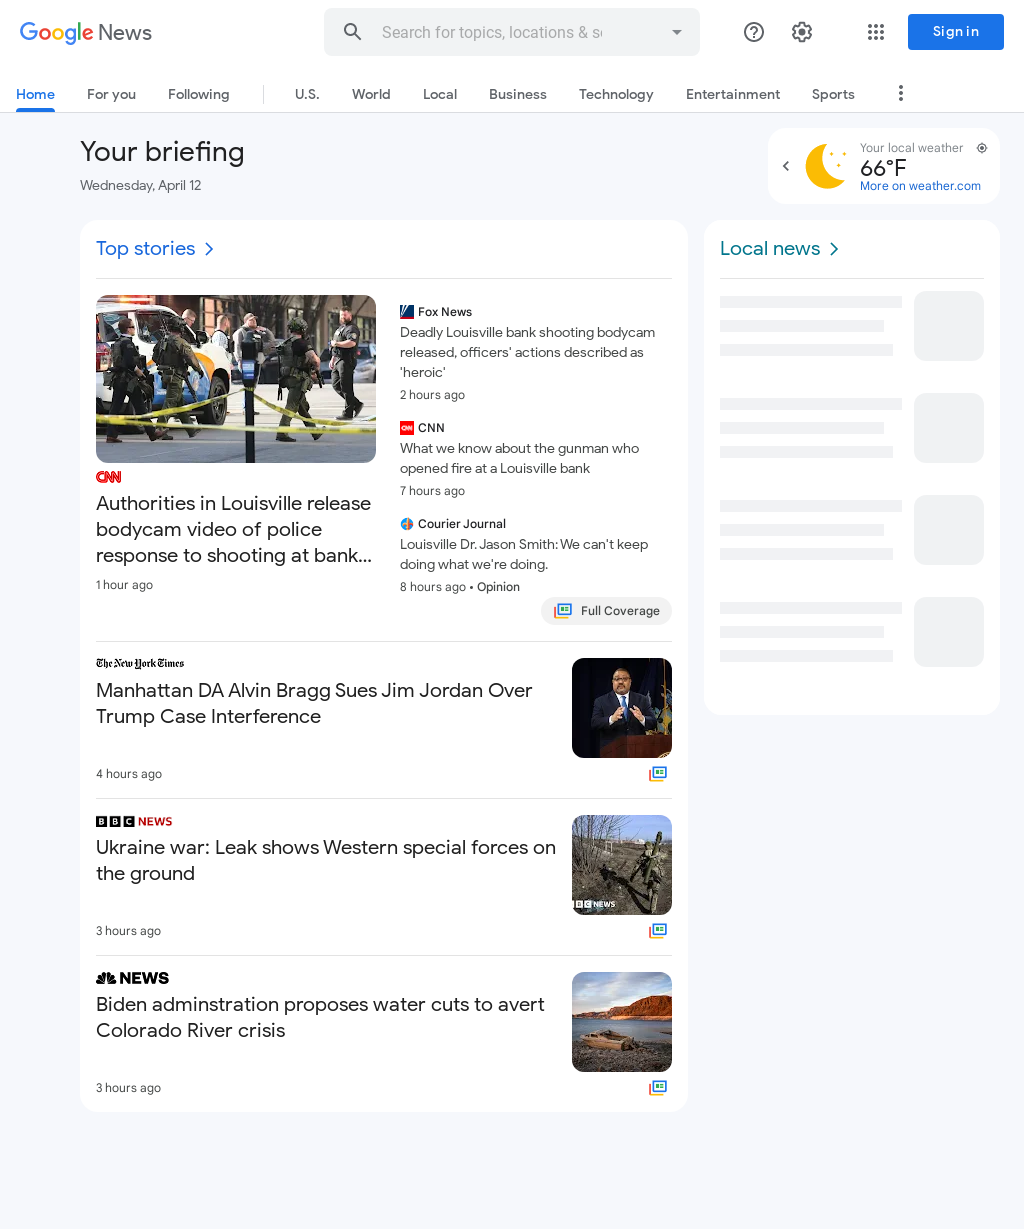 Google News
Search for topics, locations & so
Sign in
Home
For you
Following
U.S.
World
Local
Business
Technology
Entertainment
Sports
Your briefing
Wednesday, April 12
Your local weather
66°F
More on weather.com
Top stories
CNN
Authorities in Louisville release
bodycam video of police
response to shooting at bank...
1 hour ago
Fox News
Deadly Louisville bank shooting bodycam
released, officers' actions described as
'heroic'
2 hours ago
CNN
CNN
What we know about the gunman who
opened fire at a Louisville bank
7 hours ago
Courier Journal
Louisville Dr. Jason Smith: We can't keep
doing what we're doing.
8 hours ago • Opinion
Full Coverage
The New York Times
Manhattan DA Alvin Bragg Sues Jim Jordan Over
Trump Case Interference
4 hours ago
BBC NEWS
Ukraine war: Leak shows Western special forces on
the ground
BBC NEWS
3 hours ago
NEWS
Biden adminstration proposes water cuts to avert
Colorado River crisis
3 hours ago
Local news